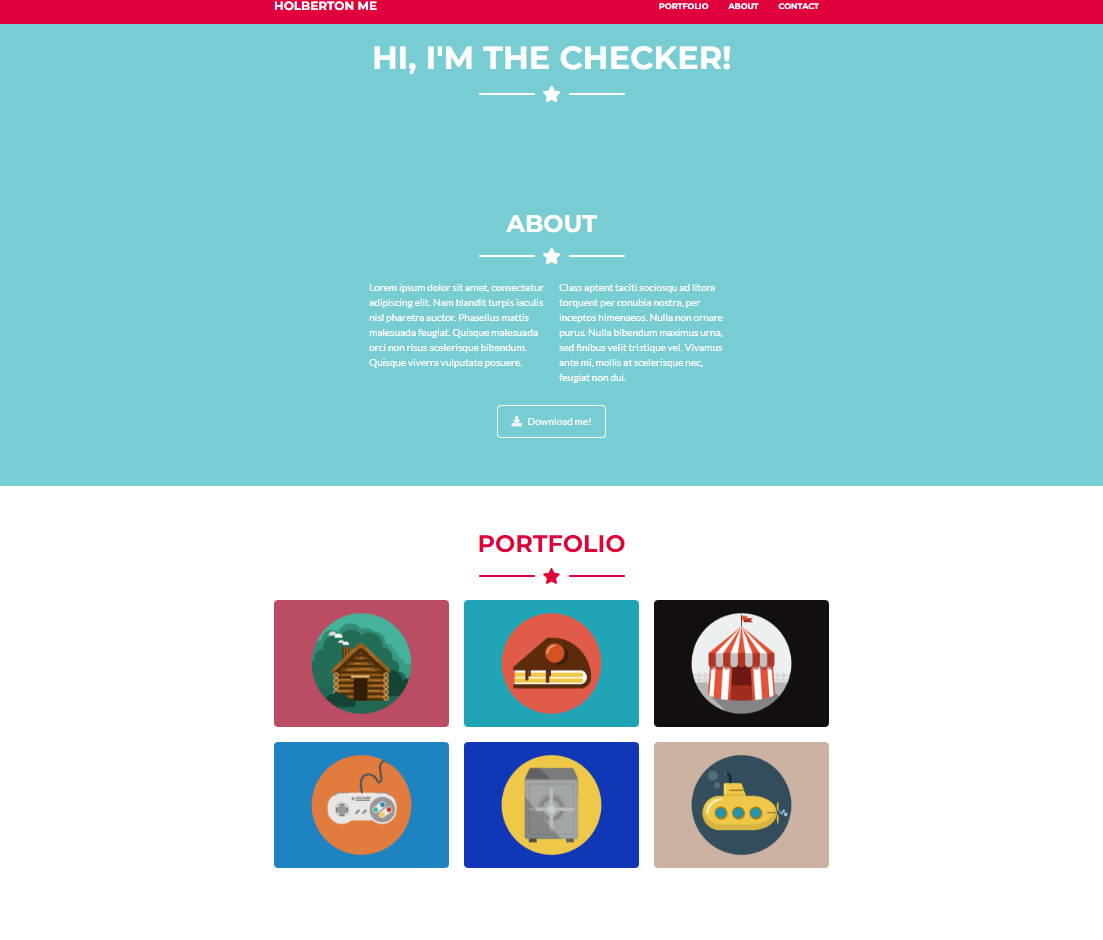 HOLBERTON ME
PORTFOLIO ABOUT CONTACT
HI, I'M THE CHECKER!
ABOUT
Lorem ipsum dolor sit amet, consectetur
adipiscing elit. Nam blandit turpis iaculis
nisl pharetra auctor. Phasellus mattis
malesuada feugiat. Quisque malesuada
orci non risus scelerisque bibendum.
Quisque viverra vulputate posuere.
Class aptent taciti sociosqu ad litora
torquent per conubia nostra, per
inceptos himenaeos. Nulla non ornare
purus. Nulla bibendum maximus urna,
sed finibus velit tristique vel. Vivamus
ante mi, mollis at scelerisque nec,
feugiat non dui.
Download me!
PORTFOLIO